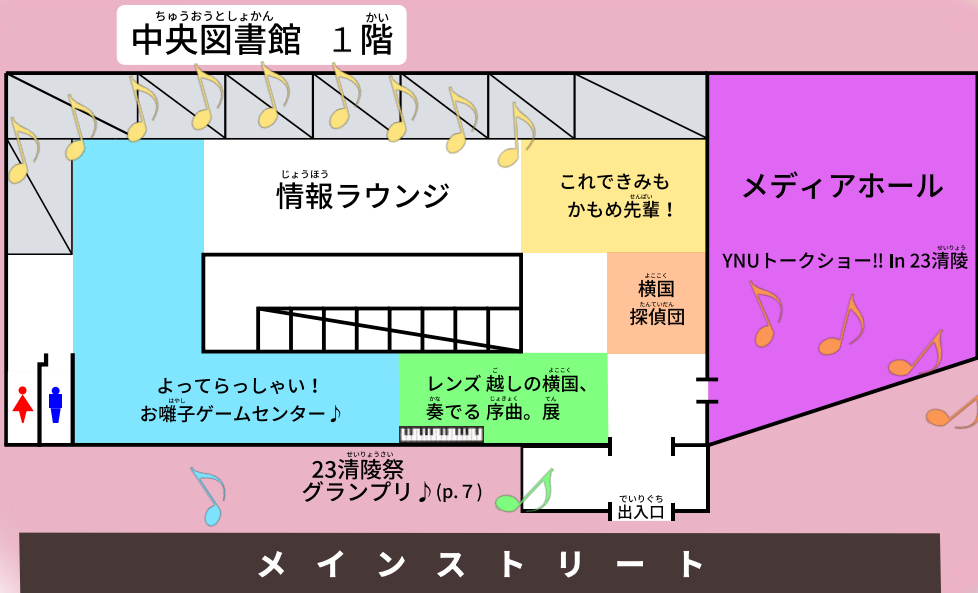 ちゅうおうとしょかん かい
中央図書館 1階
じょうほう
情報ラウンジ
これできみも
せんぱい
かもめ先輩！
メディアホール
せいりょう
YNUトークショー!! In 23清陵
よここく
横国
たんていだん
探偵団
よってらっしゃい！
はやし
お囃子ゲームセンター♪
ご よここく
レンズ越しの横国、
かな じょきょく てん
奏でる序曲。展
せいりょうさい
23清陵祭
グランプリ♪(p.7)
でいりぐち
出入口
メインストリート